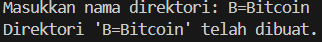 Masukkan nama direktori: B=Bitcoin
Direktori 'B=Bitcoin' telah dibuat.